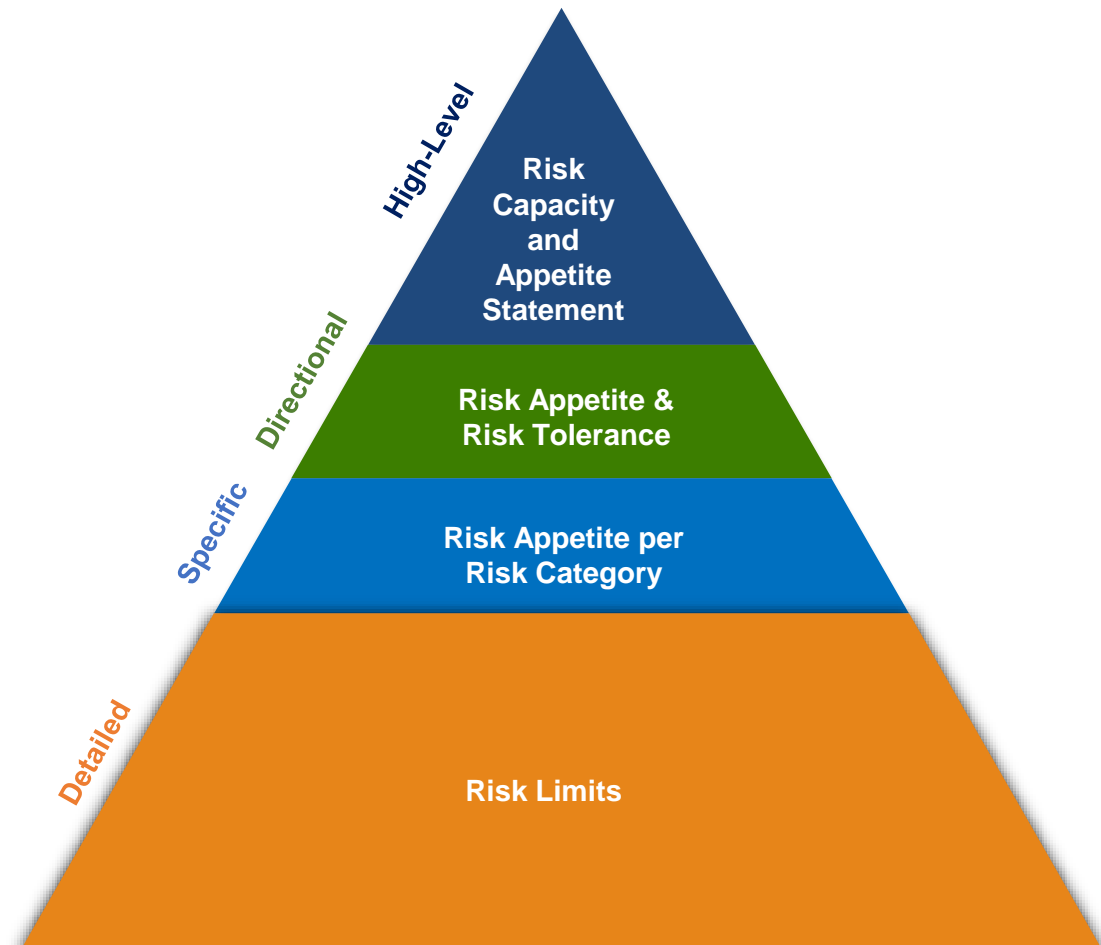 High-Level
Risk
Capacity
and
Appetite
Statement
Directional
Risk Appetite &
Risk Tolerance
Specific
Risk Appetite per
Risk Category
Detailed
Risk Limits